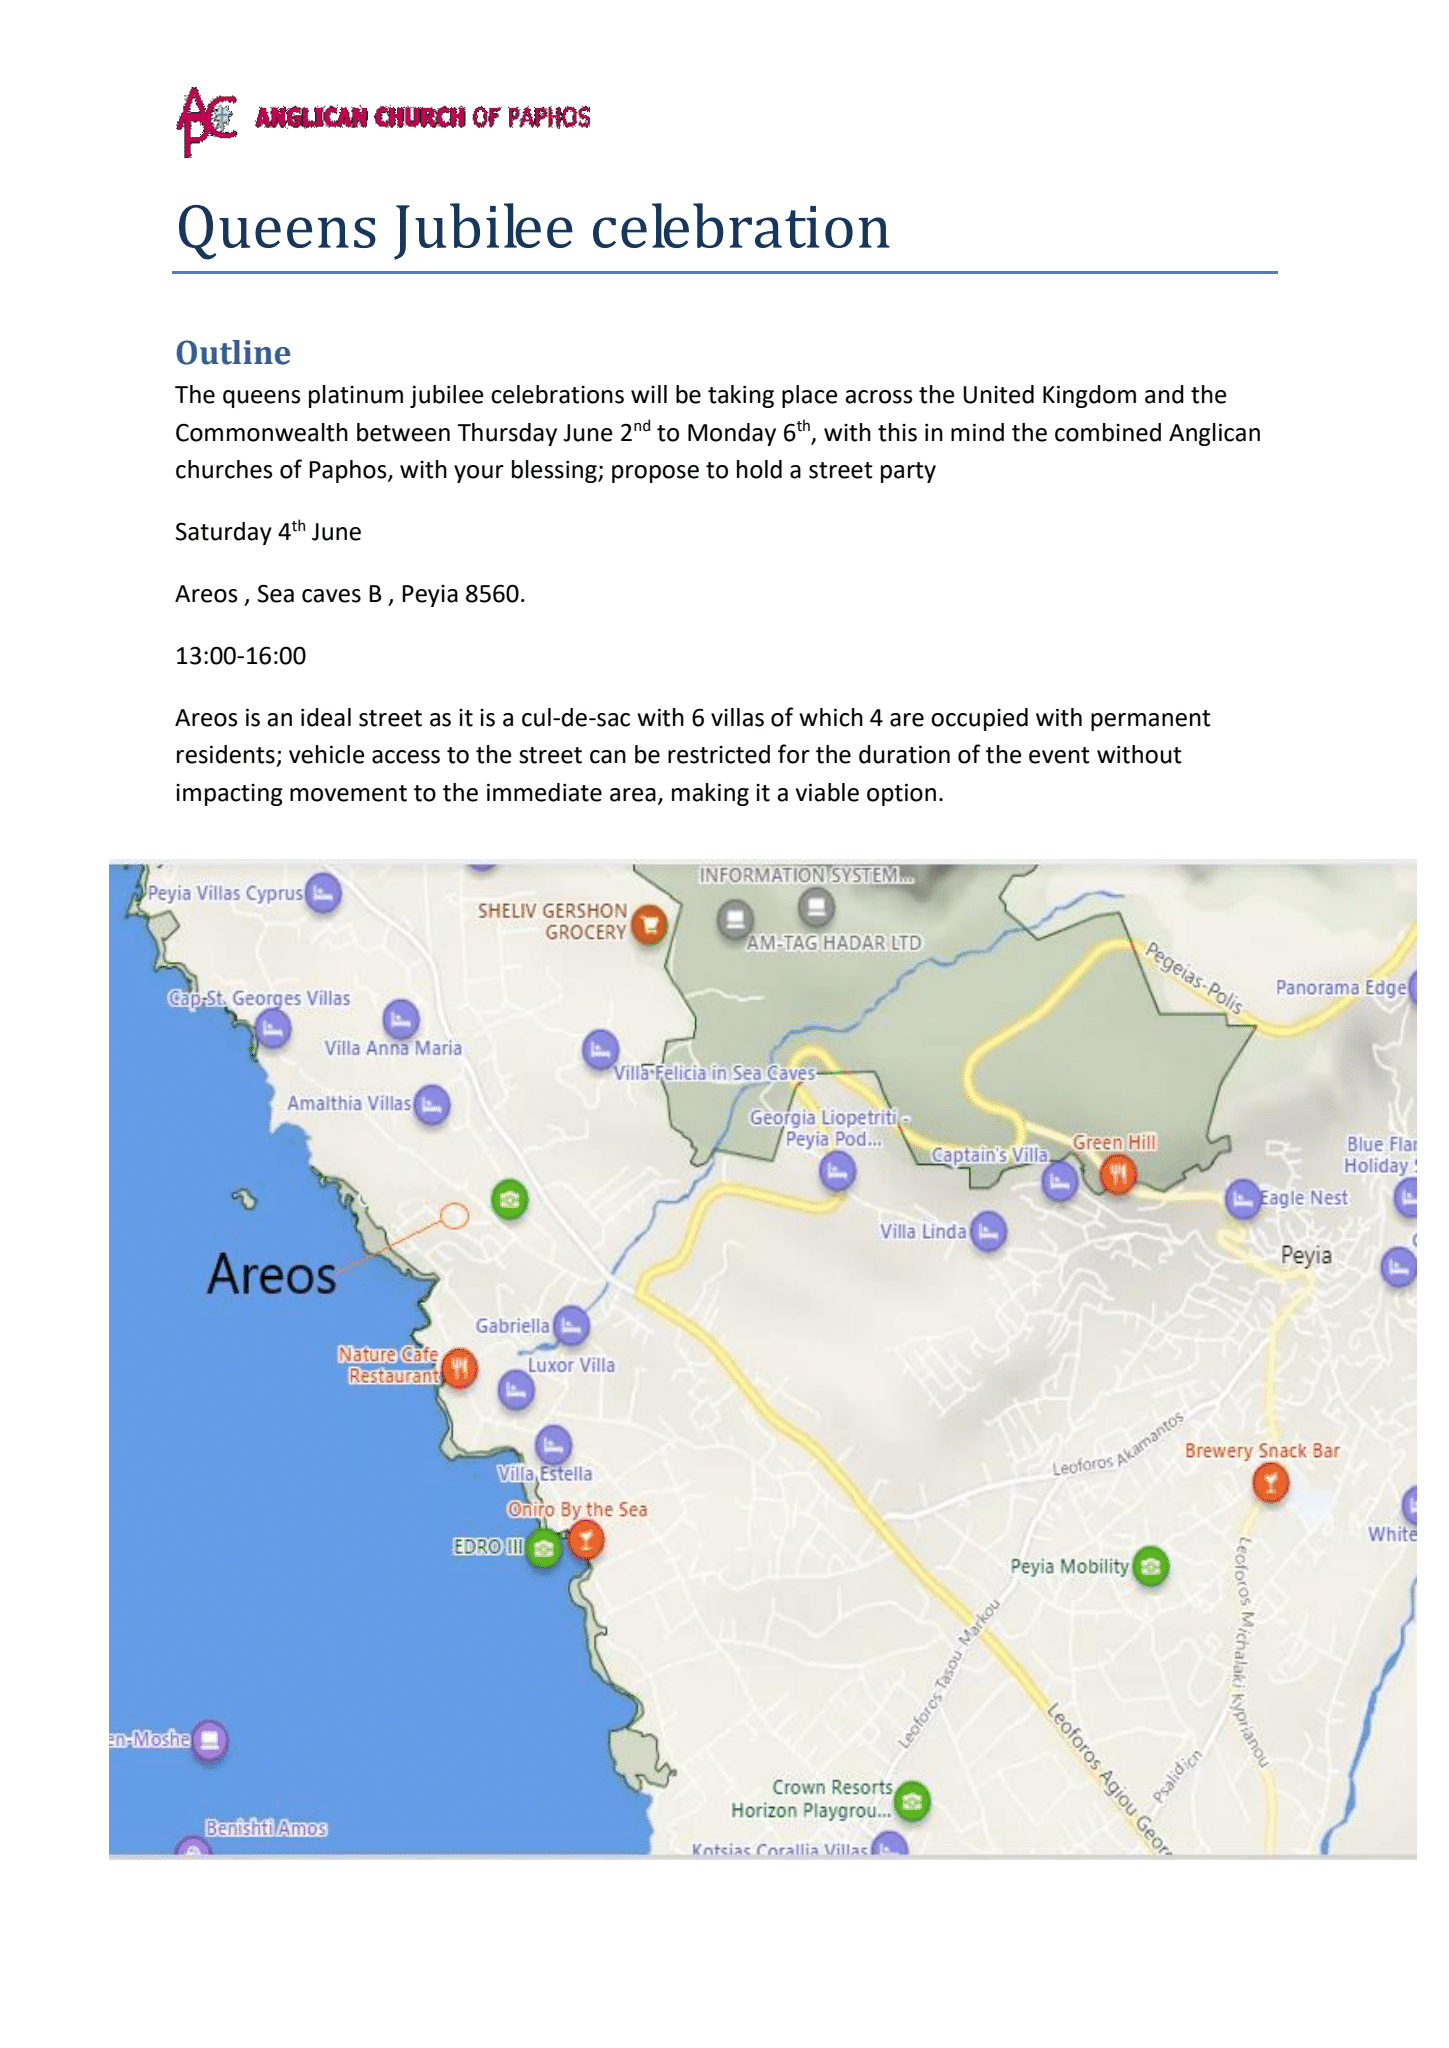 ANGLICAN CHURCH OF PAPHOS
Queens Jubilee celebration
Outline
The queens platinum jubilee celebrations will be taking place across the United Kingdom and the
Commonwealth between Thursday June 2nd to Monday 6th, with this in mind the combined Anglican
churches of Paphos, with your blessing; propose to hold a street party
Saturday 4th June
Areos , Sea caves B , Peyia 8560.
13:00-16:00
Areos is an ideal street as it is a cul-de-sac with 6 villas of which 4 are occupied with permanent
residents; vehicle access to the street can be restricted for the duration of the event without
impacting movement to the immediate area, making it a viable option.
INFORMATION SYSTEM...
Peyia Villas Cyprus
SHELIV GERSHON
GROCERY
AM-TAG HADAR LTD
Pegeias-Polis
Panorama Edge
Cap-St. Georges Villas
Villa Anna Maria
Villa Felicia in Sea Caves
Amalthia Villas
Georgia Liopetriti -
Peyia Pod...
Captain's Villa
Green Hill
Blue Flag
Holiday
Eagle Nest
Villa Linda
Peyia
Areos
Gabriella
Nature Cafe
Restaurant
Luxor Villa
Leoforos Akamantos
Brewery Snack Bar
Villa Estella
Oniro By the Sea
EDRO III
White
Peyia Mobility
Leoforos Michalaki Kyprianou
Leoforos Tasou Markou
Leoforos Agiou Geor
Psalidien
en-Moshe
Crown Resorts
Horizon Playgrou...
Benishti Amos
Kotsias Corallia Villas